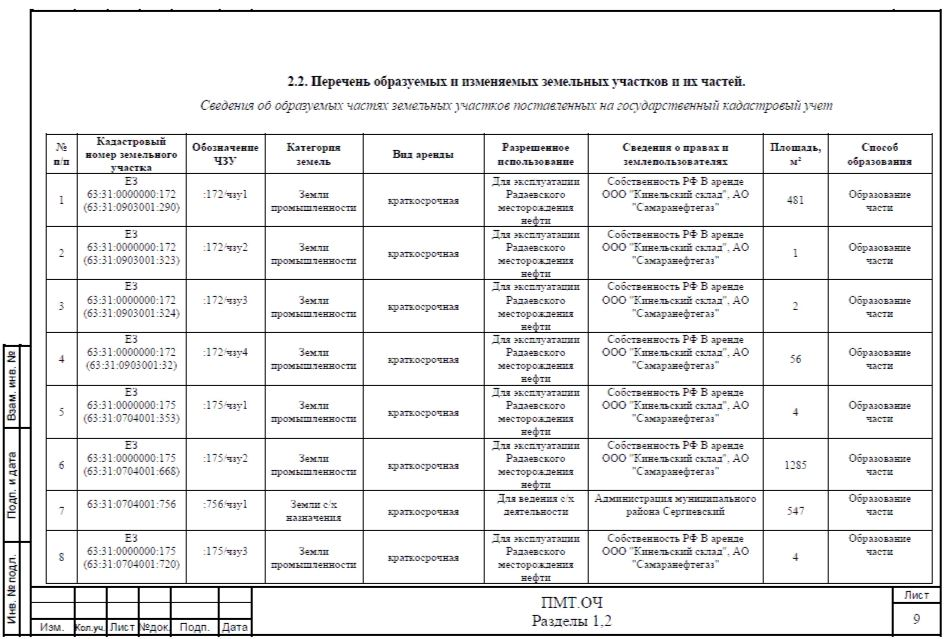 2.2. Перечень образуемых и изменяемых земельных участков и их частей.
Сведения об образуемых частях земельных участков поставленных на государственный кадастровый учет
№ п/п
Кадастровый номер земельного участка
Обозначение ЧЗУ
Категория земель
Вид аренды
Разрешенное использование
Сведения о правах и землепользователях
Площадь, м²
Способ образования
1
ЕЗ
63:31:0000000:172
(63:31:0903001:290)
:172/чзу1
Земли
промышленности
краткосрочная
Для эксплуатации
Радаевского
месторождения
нефти
Собственность РФ В аренде
ООО "Кинельский склад", АО
"Самаранефтегаз"
481
Образование
части
2
ЕЗ
63:31:0000000:172
(63:31:0903001:323)
:172/чзу2
Земли
промышленности
краткосрочная
Для эксплуатации
Радаевского
месторождения
нефти
Собственность РФ В аренде
ООО "Кинельский склад", АО
"Самаранефтегаз"
1
Образование
части
3
ЕЗ
63:31:0000000:172
(63:31:0903001:324)
:172/чзу3
Земли
промышленности
краткосрочная
Для эксплуатации
Радаевского
месторождения
нефти
Собственность РФ В аренде
ООО "Кинельский склад", АО
"Самаранефтегаз"
2
Образование
части
4
ЕЗ
63:31:0000000:172
(63:31:0903001:32)
:172/чзу4
Земли
промышленности
краткосрочная
Для эксплуатации
Радаевского
месторождения
нефти
Собственность РФ В аренде
ООО "Кинельский склад", АО
"Самаранефтегаз"
56
Образование
части
5
ЕЗ
63:31:0000000:175
(63:31:0704001:353)
:175/чзу1
Земли
промышленности
краткосрочная
Для эксплуатации
Радаевского
месторождения
нефти
Собственность РФ В аренде
ООО "Кинельский склад", АО
"Самаранефтегаз"
4
Образование
части
6
ЕЗ
63:31:0000000:175
(63:31:0704001:668)
:175/чзу2
Земли
промышленности
краткосрочная
Для эксплуатации
Радаевского
месторождения
нефти
Собственность РФ В аренде
ООО "Кинельский склад", АО
"Самаранефтегаз"
1285
Образование
части
7
63:31:0704001:756
:756/чзу1
Земли с/х
назначения
краткосрочная
Для ведения с/х
деятельности
Администрация муниципального
района Сергиевский
547
Образование
части
8
ЕЗ
63:31:0000000:175
(63:31:0704001:720)
:175/чзу3
Земли
промышленности
краткосрочная
Для эксплуатации
Радаевского
месторождения
нефти
Собственность РФ В аренде
ООО "Кинельский склад", АО
"Самаранефтегаз"
4
Образование
части
Взам. инв. №
Подп. и дата
Инв. № подл.
Изм.
Кол.уч.
Лист
№док
Подп.
Дата
ПМТ.ОЧ
Разделы 1,2
Лист
9